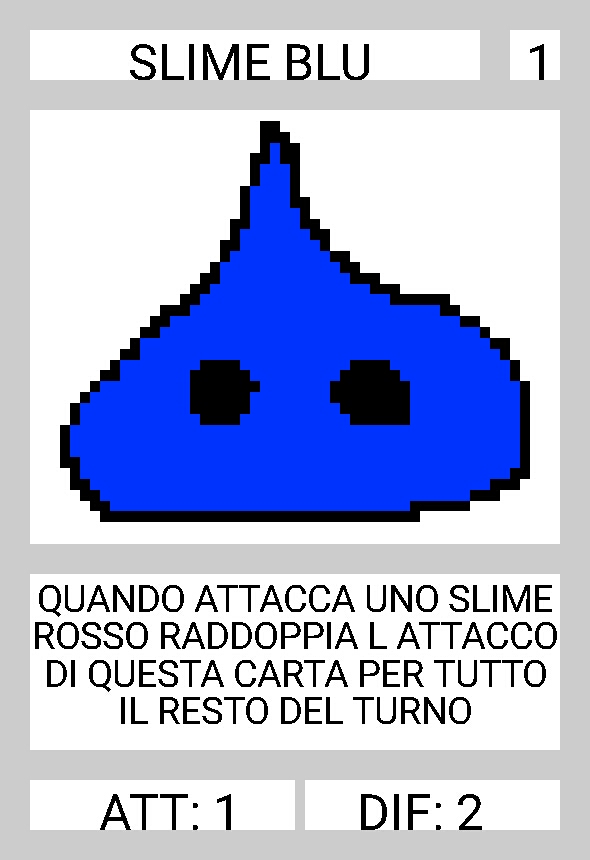 SLIME BLU
1
QUANDO ATTACCA UNO SLIME
ROSSO RADDOPPIA L ATTACCO
DI QUESTA CARTA PER TUTTO
IL RESTO DEL TURNO
ATT: 1
DIF: 2